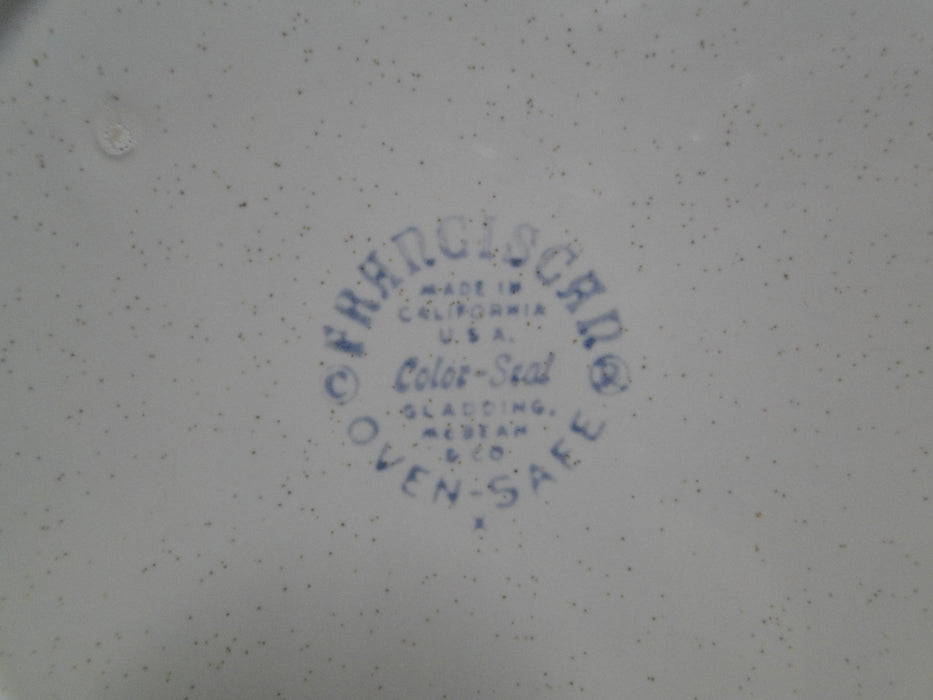 © FRANCISCAN ®
MADE IN
CALIFORNIA
U.S.A.
Color-Seal
GLADDING,
McBEAN
& CO
OVEN-SAFE
x